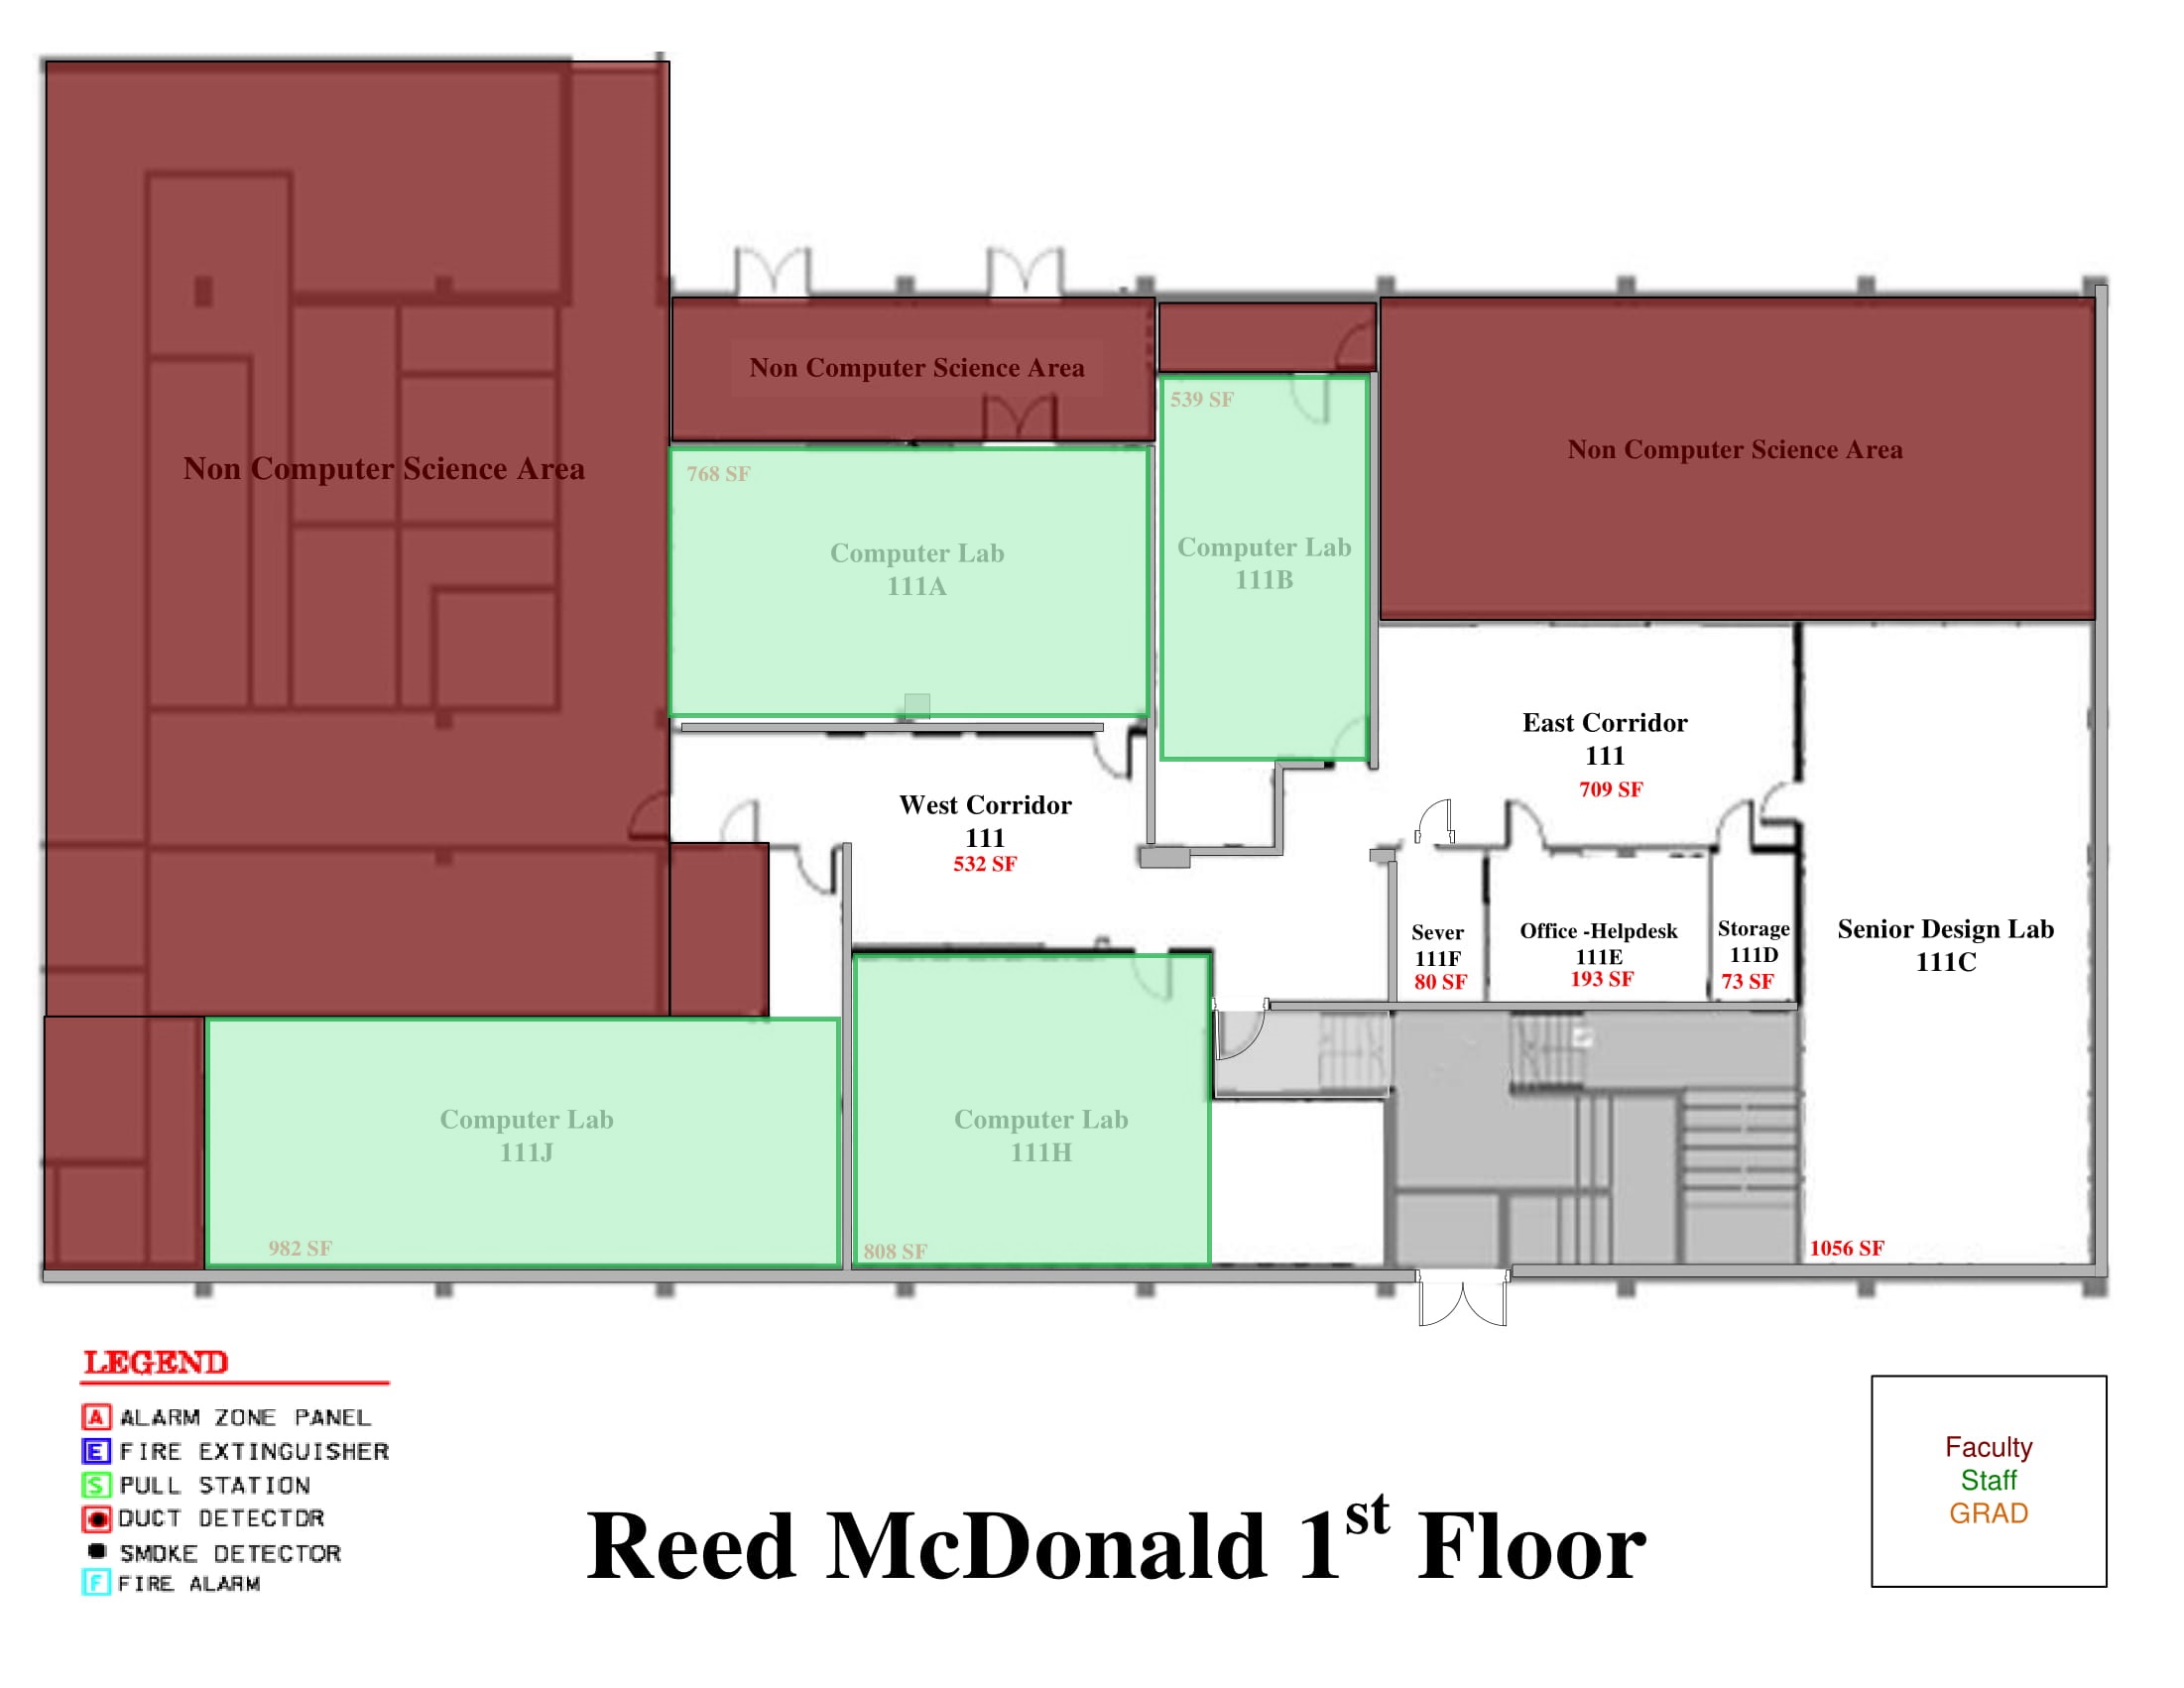 Non Computer Science Area
539 SF
Non Computer Science Area
Non Computer Science Area
768 SF
Computer Lab
111A
Computer Lab
111B
East Corridor
111
709 SF
West Corridor
111
532 SF
Sever
111F
80 SF
Office -Helpdesk
111E
193 SF
Storage
111D
73 SF
Senior Design Lab
111C
Computer Lab
111J
Computer Lab
111H
982 SF
808 SF
1056 SF
LEGEND
A ALARM ZONE PANEL
E FIRE EXTINGUISHER
S PULL STATION
DUCT DETECTOR
SMOKE DETECTOR
F FIRE ALARM
Reed McDonald 1st Floor
Faculty
Staff
GRAD